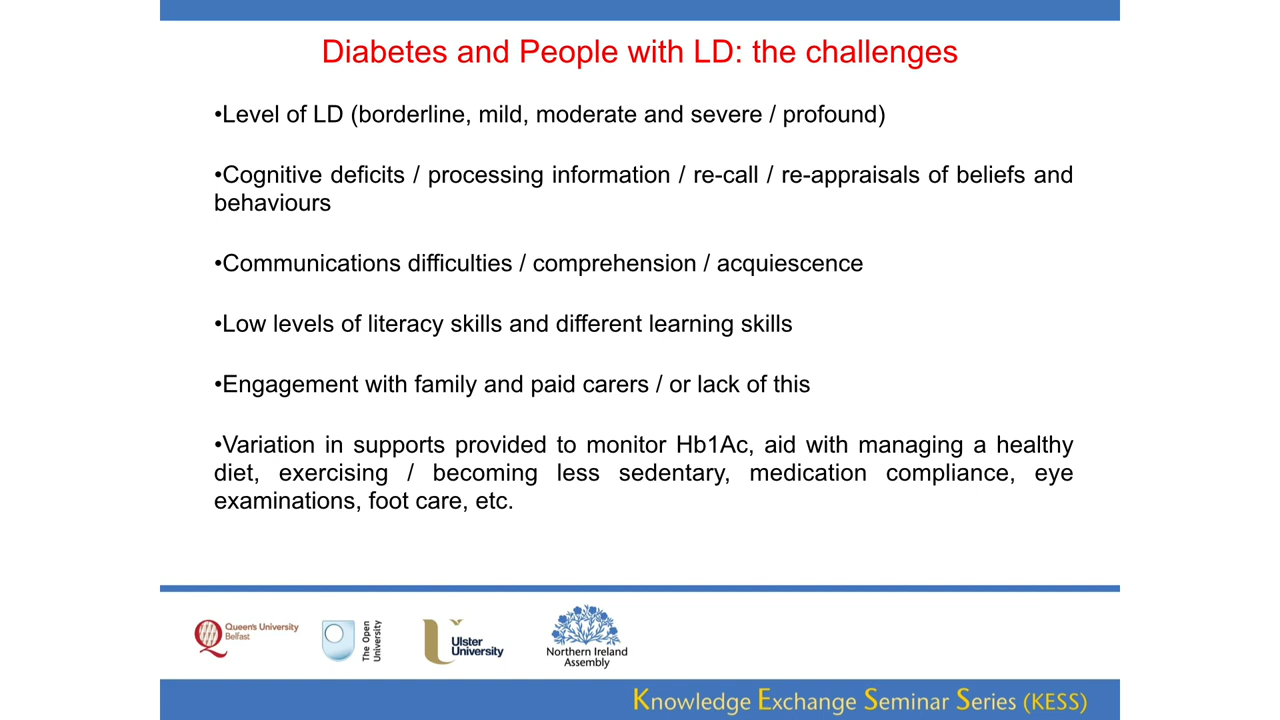 Diabetes and People with LD: the challenges
•Level of LD (borderline, mild, moderate and severe / profound)
•Cognitive deficits / processing information / re-call / re-appraisals of beliefs and
behaviours
•Communications difficulties / comprehension / acquiescence
•Low levels of literacy skills and different learning skills
•Engagement with family and paid carers / or lack of this
•Variation in supports provided to monitor Hb1Ac, aid with managing a healthy
diet, exercising / becoming less sedentary, medication compliance, eye
examinations, foot care, etc.
Queen's University
Belfast
The Open
University
Ulster
University
Northern Ireland
Assembly
Knowledge Exchange Seminar Series (KESS)